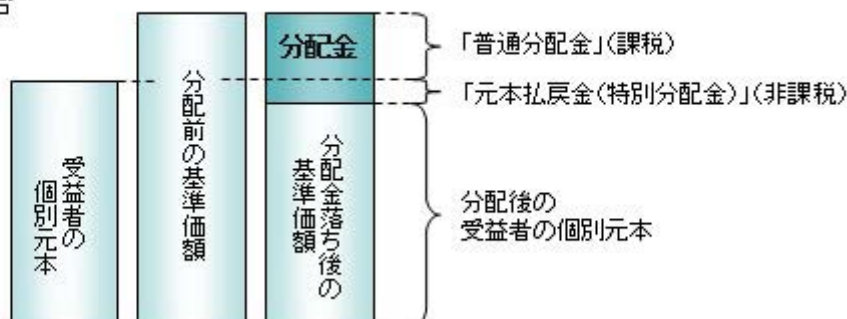 受益者の
個別元本
分配前の基準価額
分配金
分配金落ち後の
基準価額
「普通分配金」(課税)
「元本払戻金(特別分配金)」(非課税)
分配後の
受益者の個別元本